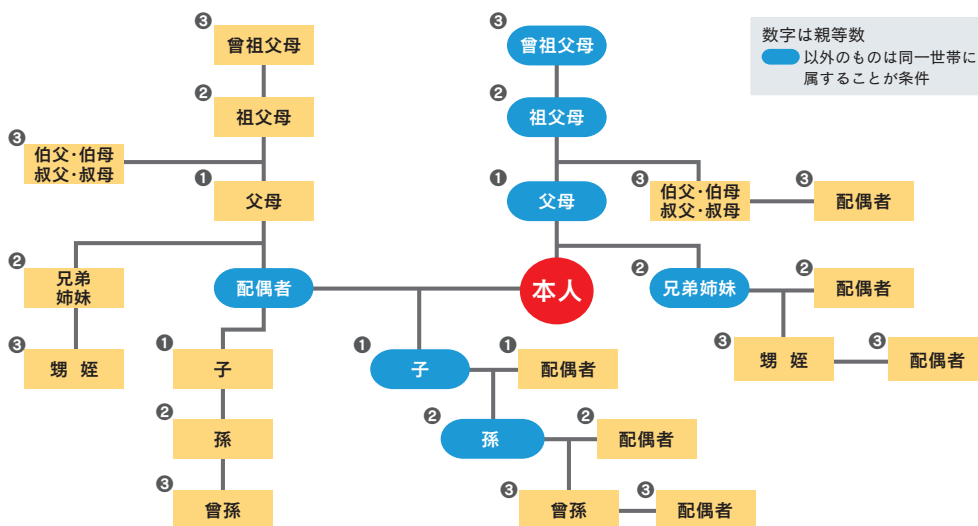 ❸ 曾祖父母
❸ 曾祖父母
数字は親等数
以外のものは同一世帯に
属することが条件
❷ 祖父母
❷ 祖父母
❸ 伯父・伯母
叔父・叔母
❶ 父母
❶ 父母
❸ 伯父・伯母
叔父・叔母
❸ 配偶者
❷ 兄弟
姉妹
配偶者
本人
❷ 兄弟姉妹
❷ 配偶者
❸ 甥 姪
❶ 子
❶ 子
❶ 配偶者
❸ 甥 姪
❸ 配偶者
❷ 孫
❷ 孫
❷ 配偶者
❸ 曾孫
❸ 曾孫
❸ 配偶者